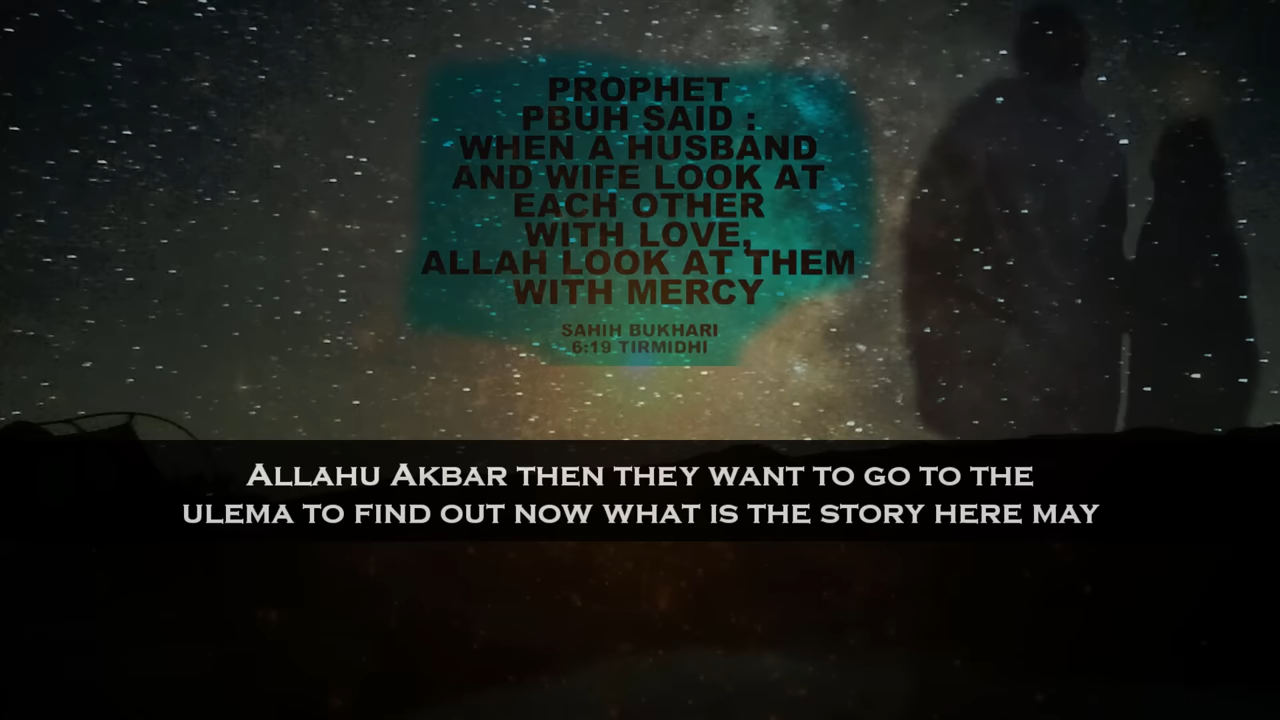 PROPHET
PBUH SAID :
WHEN A HUSBAND
AND WIFE LOOK AT
EACH OTHER
WITH LOVE,
ALLAH LOOK AT THEM
WITH MERCY
SAHIH BUKHARI
6:19 TIRMIDHI
ALLAHU AKBAR THEN THEY WANT TO GO TO THE
ULEMA TO FIND OUT NOW WHAT IS THE STORY HERE MAY